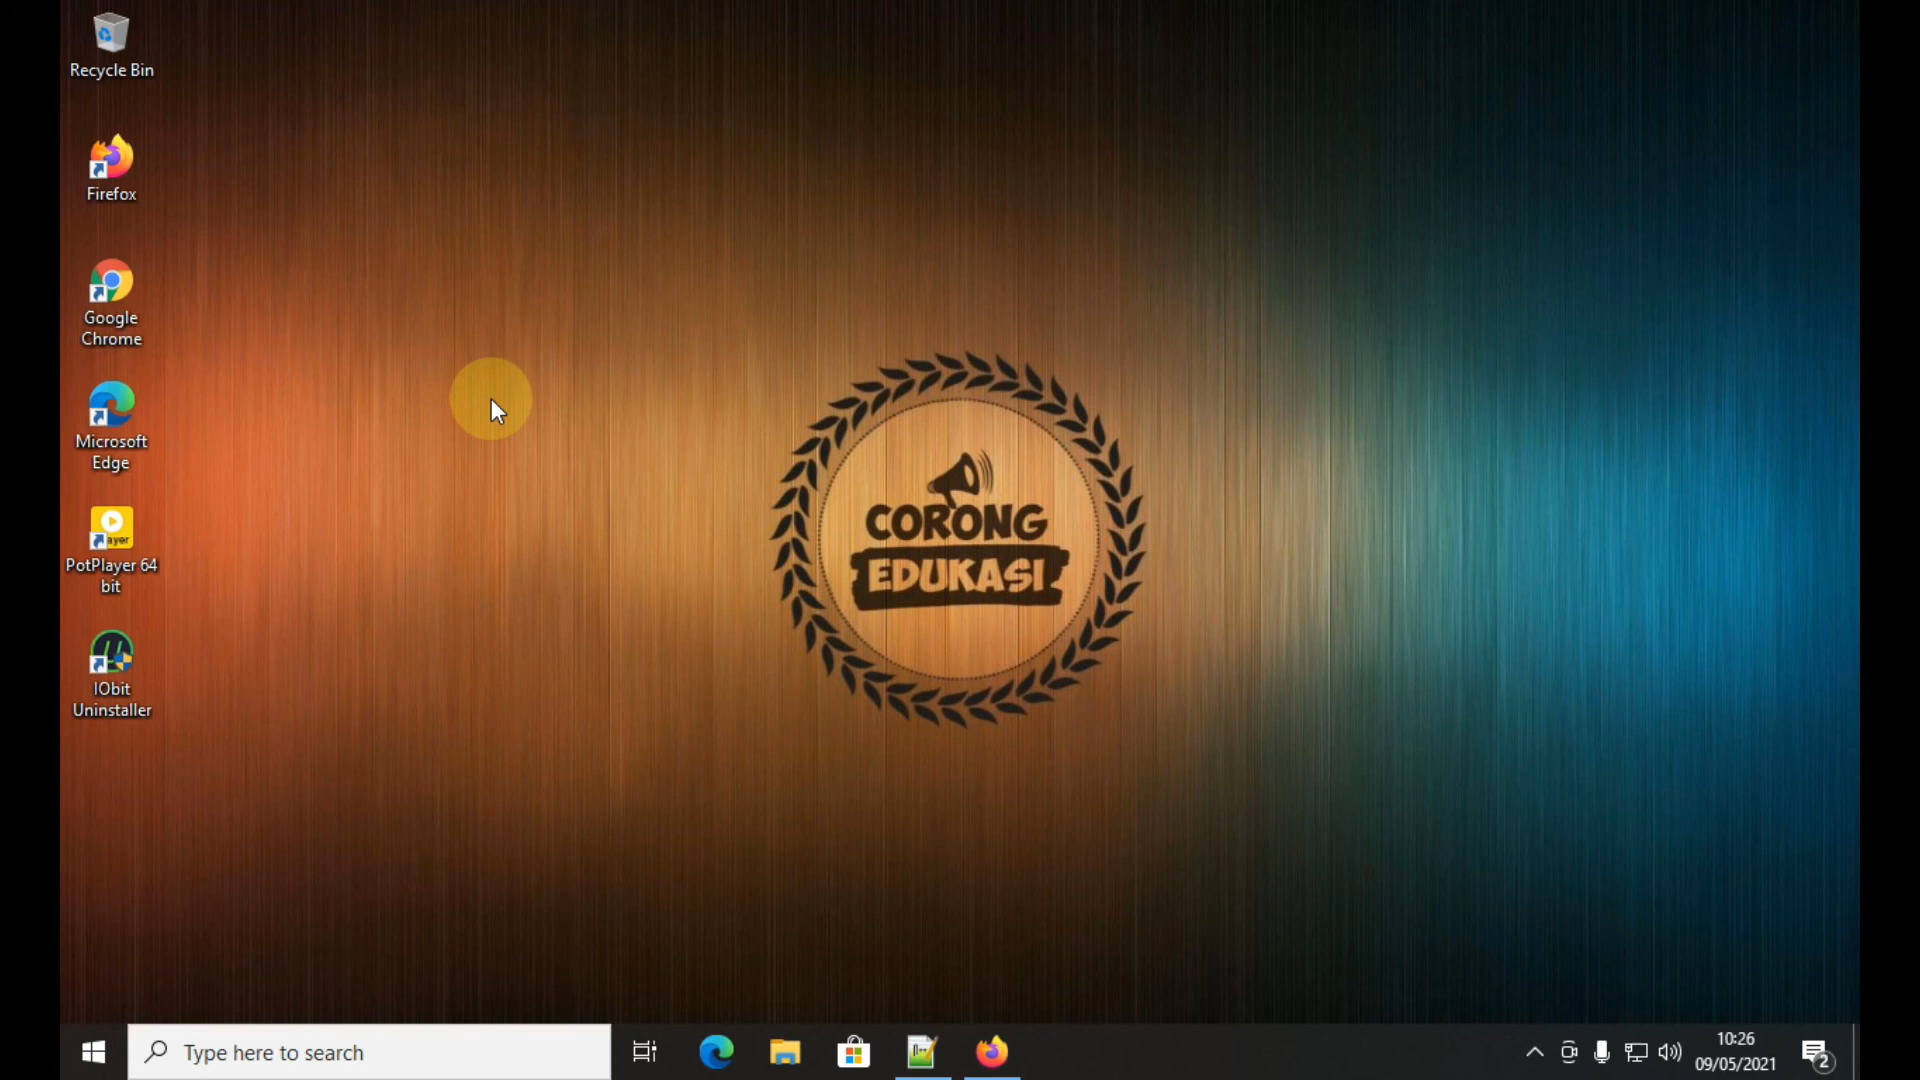 Recycle Bin
Firefox
Google
Chrome
Microsoft
Edge
PotPlayer 64
bit
IObit
Uninstaller
CORONG
EDUKASI
Type here to search
10:26
09/05/2021
2